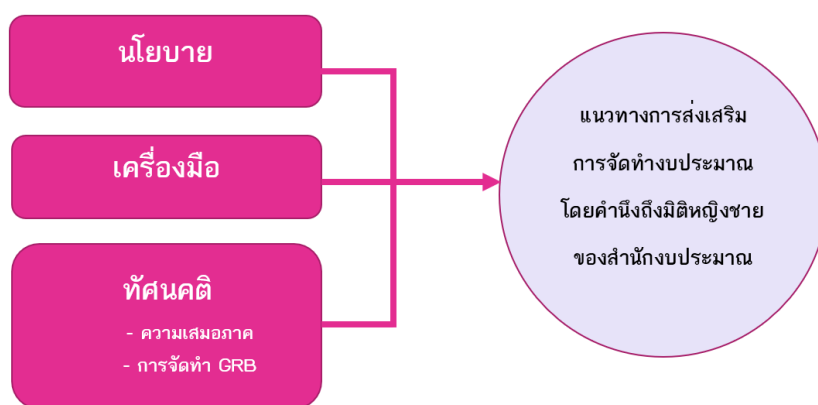 นโยบาย
เครื่องมือ
ทัศนคติ
- ความเสมอภาค
- การจัดทำ GRB
แนวทางการส่งเสริม
การจัดทำงบประมาณ
โดยคำนึงถึงมิติหญิงชาย
ของสำนักงบประมาณ